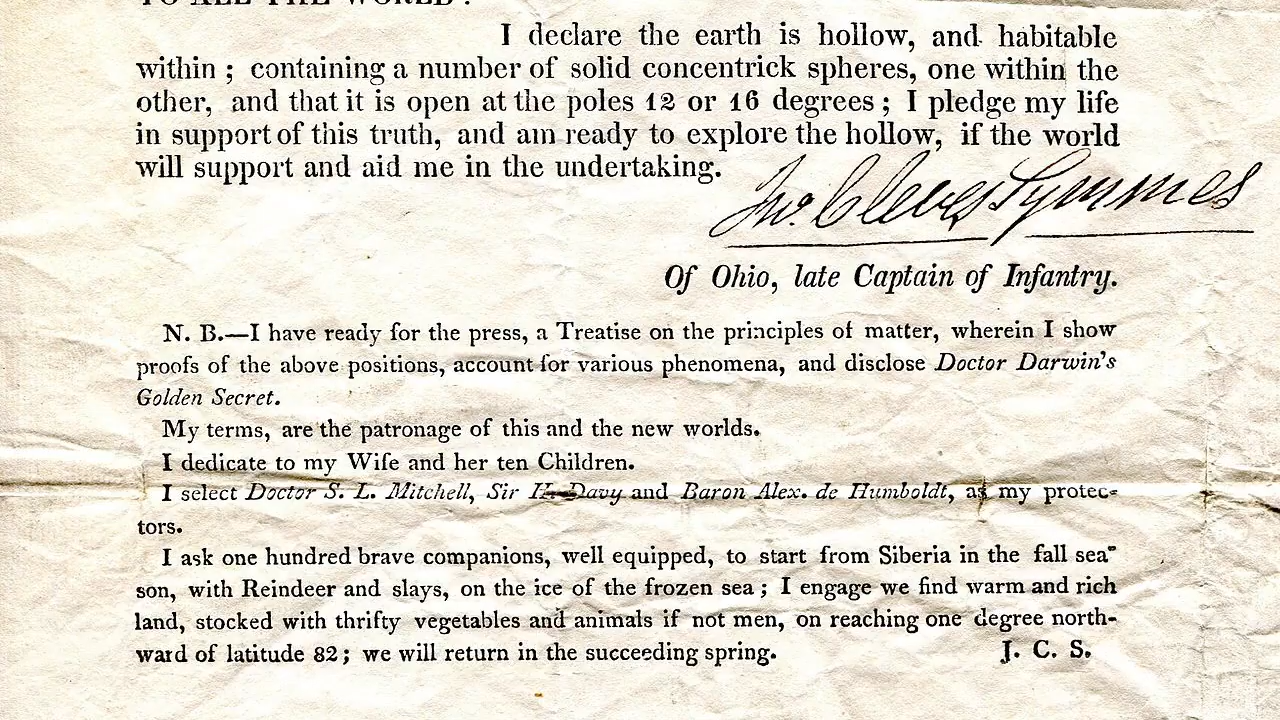 TO ALL THE WORLD!
I declare the earth is hollow, and habitable
within ; containing a number of solid concentrick spheres, one within the
other, and that it is open at the poles 12 or 16 degrees ; I pledge my life
in support of this truth, and am ready to explore the hollow, if the world
will support and aid me in the undertaking.
Jno. Cleves Symmes
Of Ohio, late Captain of Infantry.
N. B.—I have ready for the press, a Treatise on the principles of matter, wherein I show
proofs of the above positions, account for various phenomena, and disclose Doctor Darwin's
Golden Secret.
My terms, are the patronage of this and the new worlds.
I dedicate to my Wife and her ten Children.
I select Doctor S. L. Mitchell, Sir H. Davy and Baron Alex. de Humboldt, as my protec-
tors.
I ask one hundred brave companions, well equipped, to start from Siberia in the fall sea-
son, with Reindeer and slays, on the ice of the frozen sea ; I engage we find warm and rich
land, stocked with thrifty vegetables and animals if not men, on reaching one degree north-
ward of latitude 82 ; we will return in the succeeding spring. J. C. S.